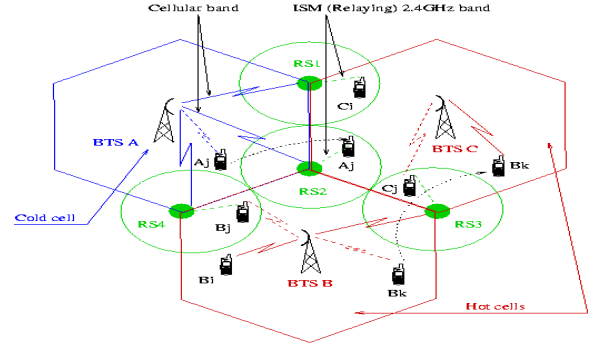 Cellular band
ISM (Relaying) 2.4GHz band
RS1
Ci
BTS A
BTS C
Aj
Aj
Bk
RS2
Cj
Cold cell
RS4
Bj
RS3
Bi
BTS B
Bk
Hot cells